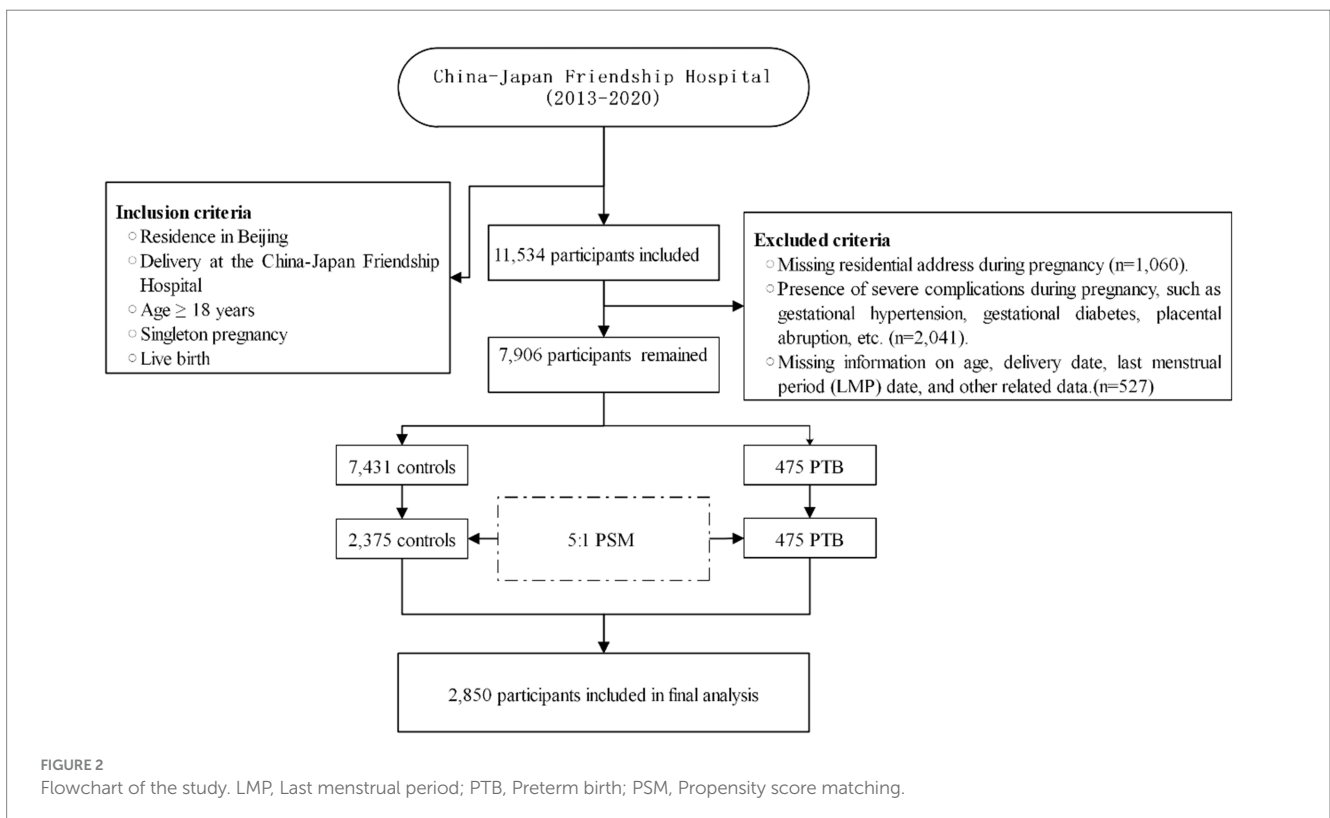 China-Japan Friendship Hospital
(2013-2020)
Inclusion criteria
○ Residence in Beijing
○ Delivery at the China-Japan Friendship
Hospital
○ Age ≥ 18 years
○ Singleton pregnancy
○ Live birth
11,534 participants included
Excluded criteria
○ Missing residential address during pregnancy (n=1,060).
○ Presence of severe complications during pregnancy, such as
gestational hypertension, gestational diabetes, placental
abruption, etc. (n=2,041).
○ Missing information on age, delivery date, last menstrual
period (LMP) date, and other related data.(n=527)
7,906 participants remained
7,431 controls
475 PTB
2,375 controls
5:1 PSM
475 PTB
2,850 participants included in final analysis
FIGURE 2
Flowchart of the study. LMP, Last menstrual period; PTB, Preterm birth; PSM, Propensity score matching.